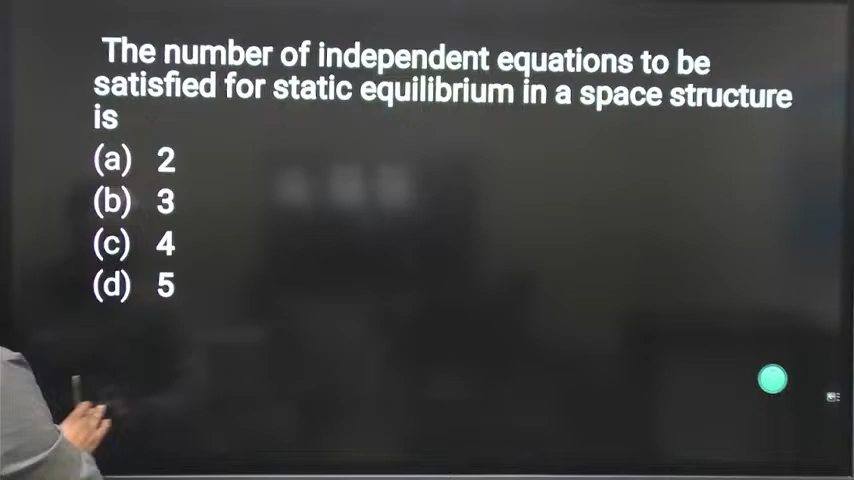 The number of independent equations to be
satisfied for static equilibrium in a space structure
is
(a) 2
(b) 3
(c) 4
(d) 5